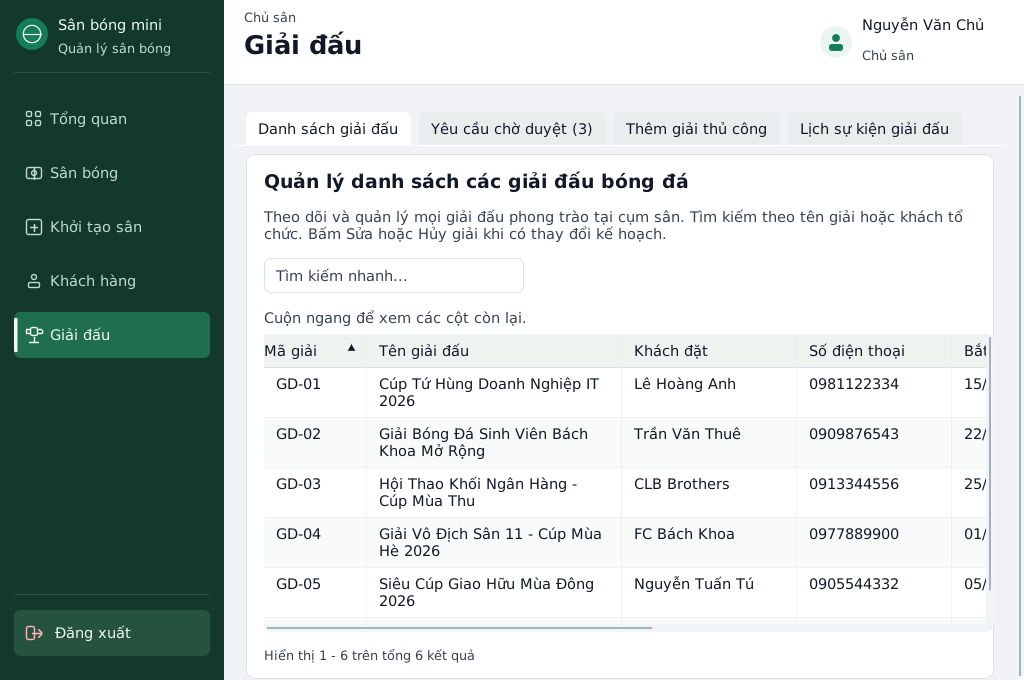 Sân bóng mini
Quản lý sân bóng
Tổng quan
Sân bóng
Khởi tạo sân
Khách hàng
Giải đấu
Đăng xuất
Chủ sân
Giải đấu
Nguyễn Văn Chủ
Chủ sân
Danh sách giải đấu
Yêu cầu chờ duyệt (3)
Thêm giải thủ công
Lịch sự kiện giải đấu
Quản lý danh sách các giải đấu bóng đá
Theo dõi và quản lý mọi giải đấu phong trào tại cụm sân. Tìm kiếm theo tên giải hoặc khách tổ
chức. Bấm Sửa hoặc Hủy giải khi có thay đổi kế hoạch.
Tìm kiếm nhanh...
Cuộn ngang để xem các cột còn lại.
Mã giải ▲ Tên giải đấu Khách đặt Số điện thoại Bắt
GD-01 Cúp Tứ Hùng Doanh Nghiệp IT Lê Hoàng Anh 0981122334 15/
2026
GD-02 Giải Bóng Đá Sinh Viên Bách Trần Văn Thuê 0909876543 22/
Khoa Mở Rộng
GD-03 Hội Thao Khối Ngân Hàng - CLB Brothers 0913344556 25/
Cúp Mùa Thu
GD-04 Giải Vô Địch Sân 11 - Cúp Mùa FC Bách Khoa 0977889900 01/
Hè 2026
GD-05 Siêu Cúp Giao Hữu Mùa Đông Nguyễn Tuấn Tú 0905544332 05/
2026
Hiển thị 1 - 6 trên tổng 6 kết quả